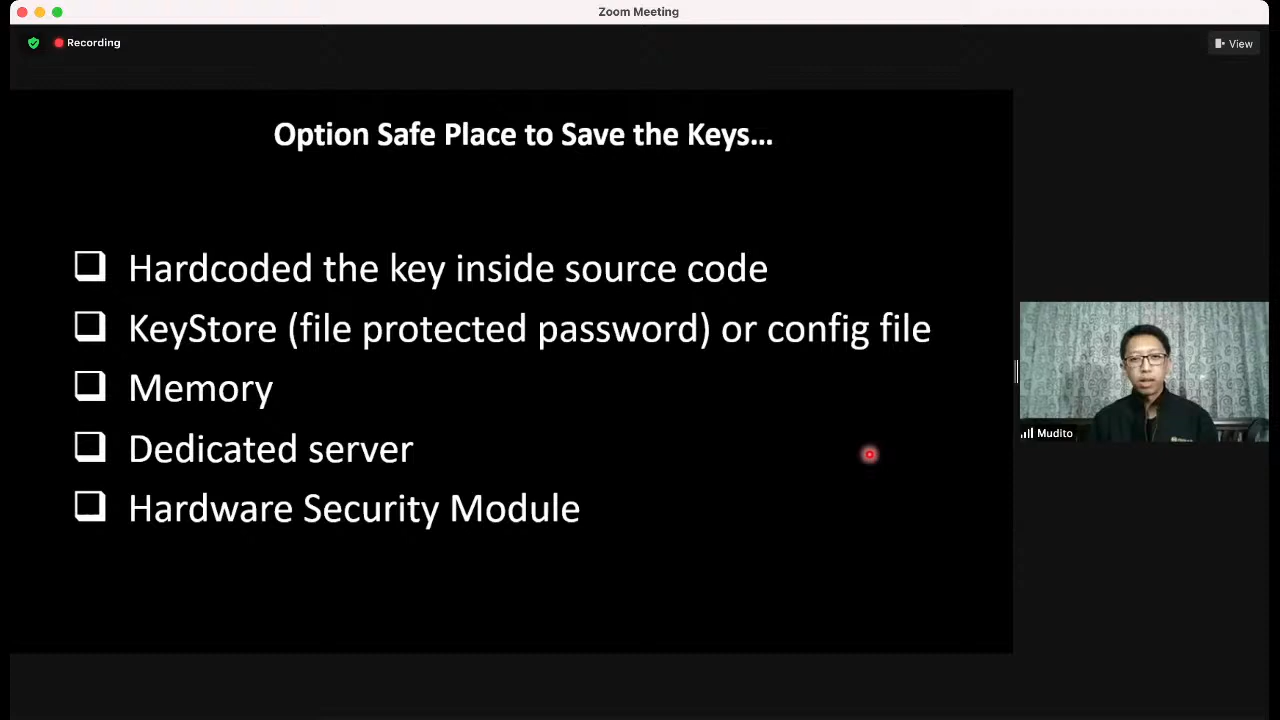 Zoom Meeting
Recording
View
Option Safe Place to Save the Keys...
Hardcoded the key inside source code
KeyStore (file protected password) or config file
Memory
Dedicated server
Hardware Security Module
Mudito